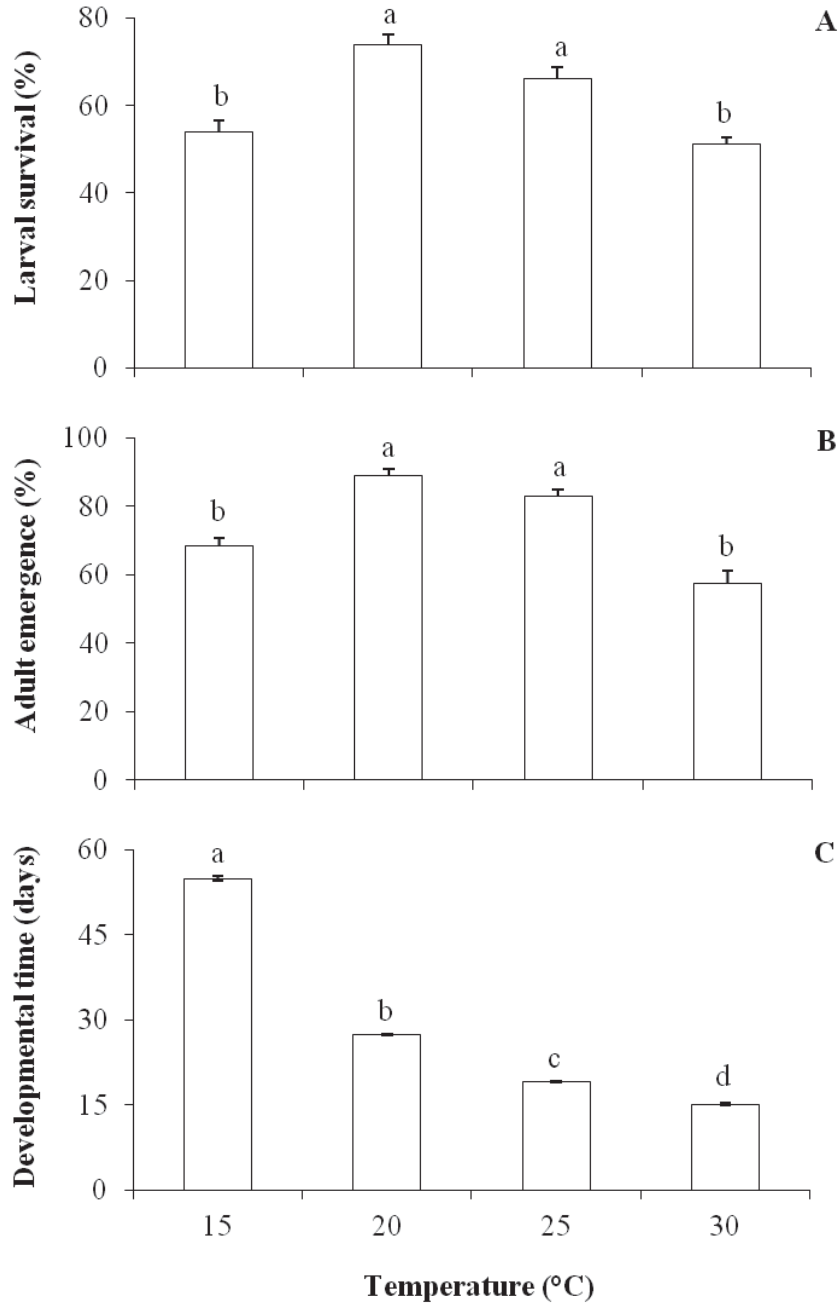 A
Larval survival (%)
80
60
40
20
0
b
a
a
b
B
Adult emergence (%)
100
80
60
40
20
0
b
a
a
b
C
Developmental time (days)
60
45
30
15
0
a
b
c
d
15 20 25 30
Temperature (°C)